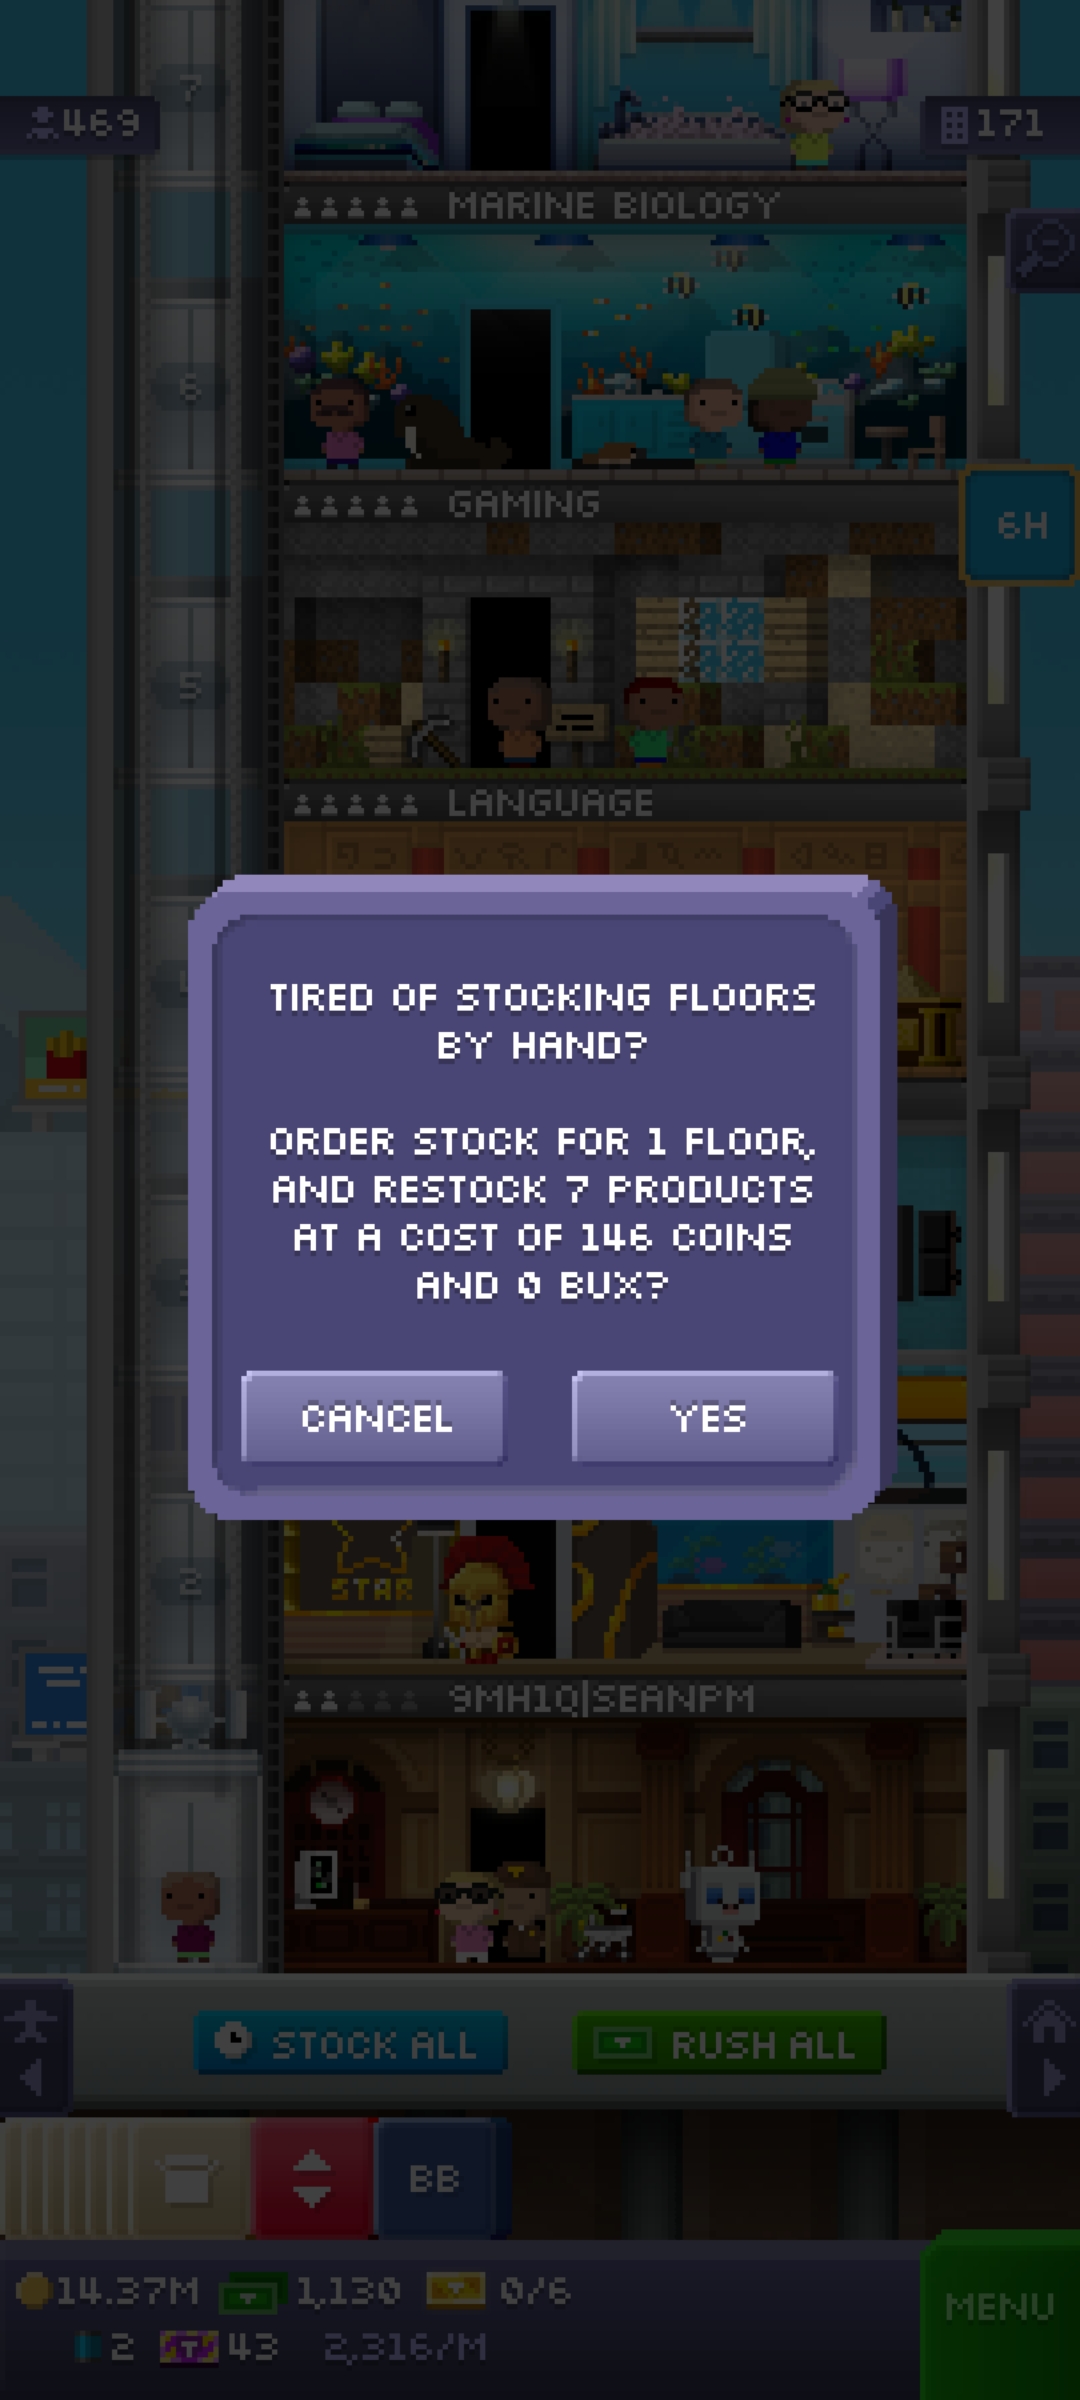 7
469
171
MARINE BIOLOGY
6
GAMING
6H
5
LANGUAGE
TIRED OF STOCKING FLOORS
BY HAND?
ORDER STOCK FOR 1 FLOOR,
AND RESTOCK 7 PRODUCTS
AT A COST OF 146 COINS
AND 0 BUX?
CANCEL
YES
STAR
2
9MH1Q|SEANPM
STOCK ALL
RUSH ALL
BB
14.37M
1,130
0/6
2
43
2,316/M
MENU